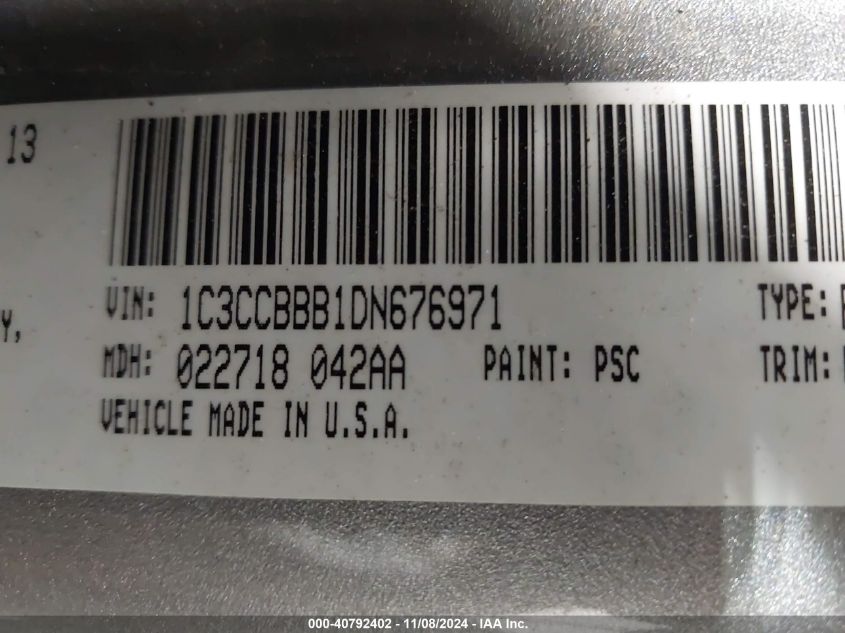 13
VIN: 1C3CCBBB1DN676971
TYPE:
Y,
MDH: 022718 042AA
PAINT: PSC
TRIM:
VEHICLE MADE IN U.S.A.
000-40792402 - 11/08/2024 - IAA Inc.